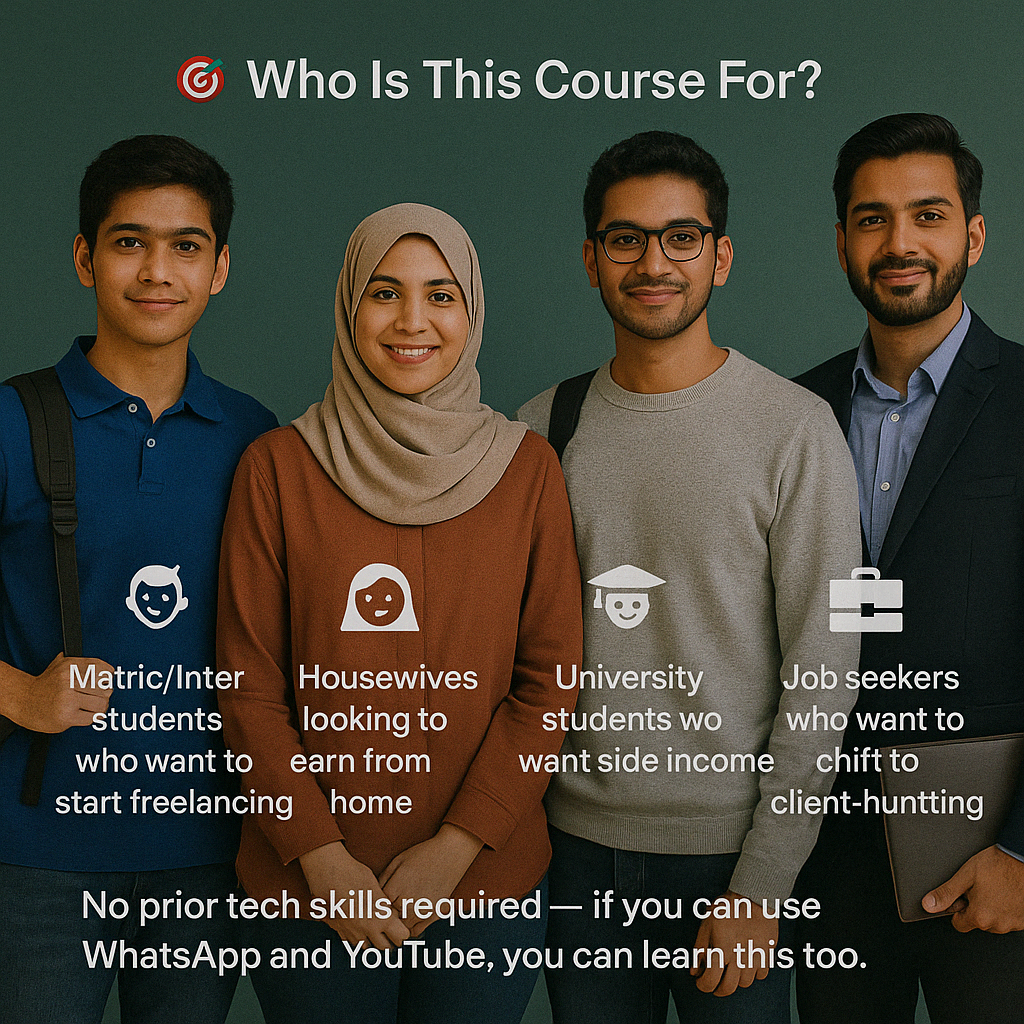 Who Is This Course For?
Matric/Inter
students
who want to
start freelancing
Housewives
looking to
earn from
home
University
students wo
want side income
Job seekers
who want to
chift to
client-huntting
No prior tech skills required — if you can use
WhatsApp and YouTube, you can learn this too.